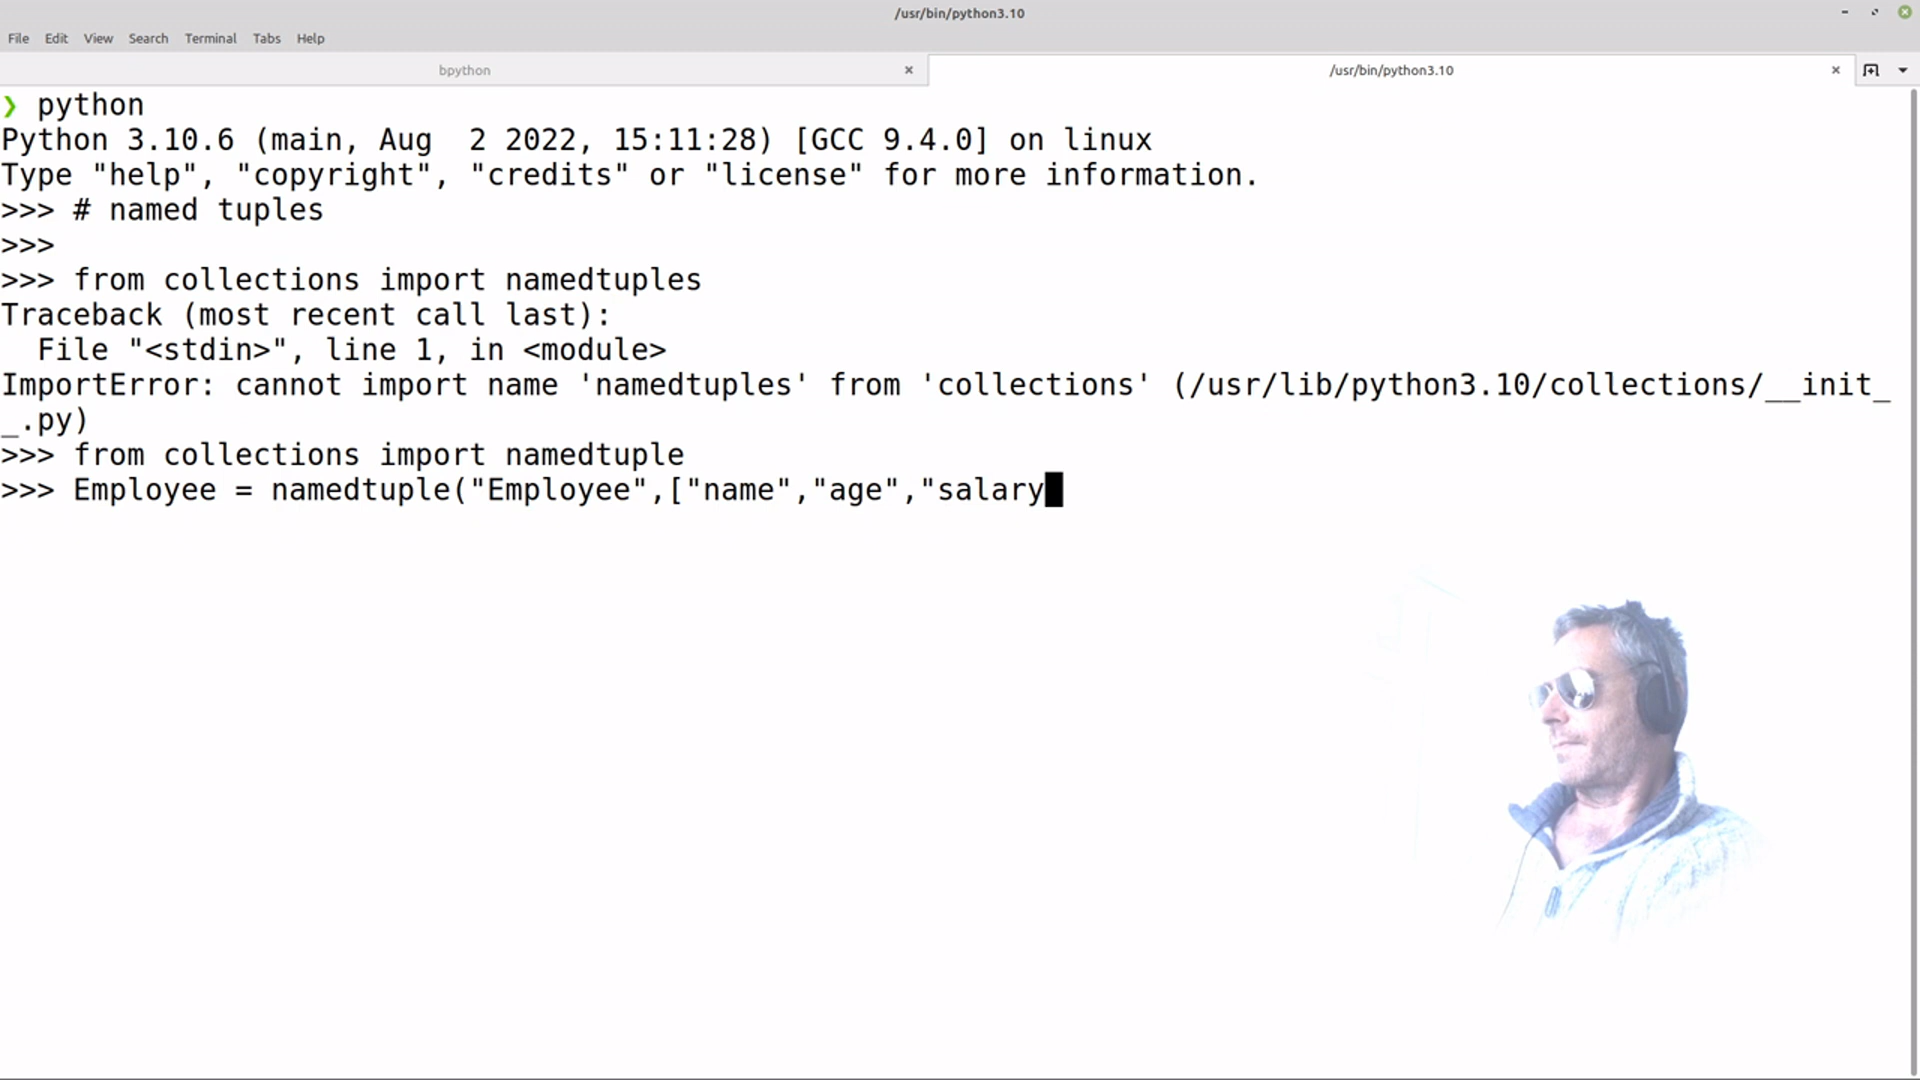 /usr/bin/python3.10
File Edit View Search Terminal Tabs Help
bpython
/usr/bin/python3.10
❯ python
Python 3.10.6 (main, Aug  2 2022, 15:11:28) [GCC 9.4.0] on linux
Type "help", "copyright", "credits" or "license" for more information.
>>> # named tuples
>>>
>>> from collections import namedtuples
Traceback (most recent call last):
  File "<stdin>", line 1, in <module>
ImportError: cannot import name 'namedtuples' from 'collections' (/usr/lib/python3.10/collections/__init_
_.py)
>>> from collections import namedtuple
>>> Employee = namedtuple("Employee",["name","age","salary